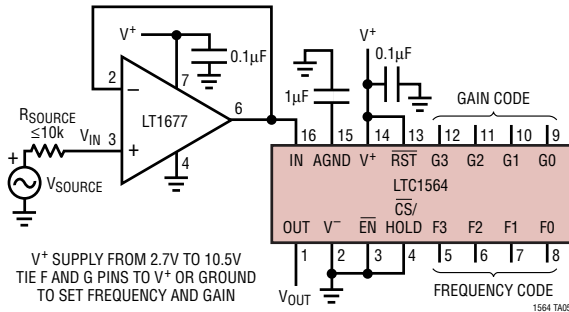 V+
0.1µF
2
7
−
LT1677
6
RSOURCE
≤10k
VIN
3
+
4
+
VSOURCE
V+
0.1µF
1µF
GAIN CODE
16 15 14 13 12 11 10 9
IN AGND V+ RST G3 G2 G1 G0
LTC1564
CS/
OUT V− EN HOLD F3 F2 F1 F0
1 2 3 4 5 6 7 8
VOUT
FREQUENCY CODE
V+ SUPPLY FROM 2.7V TO 10.5V
TIE F AND G PINS TO V+ OR GROUND
TO SET FREQUENCY AND GAIN
1564 TA05